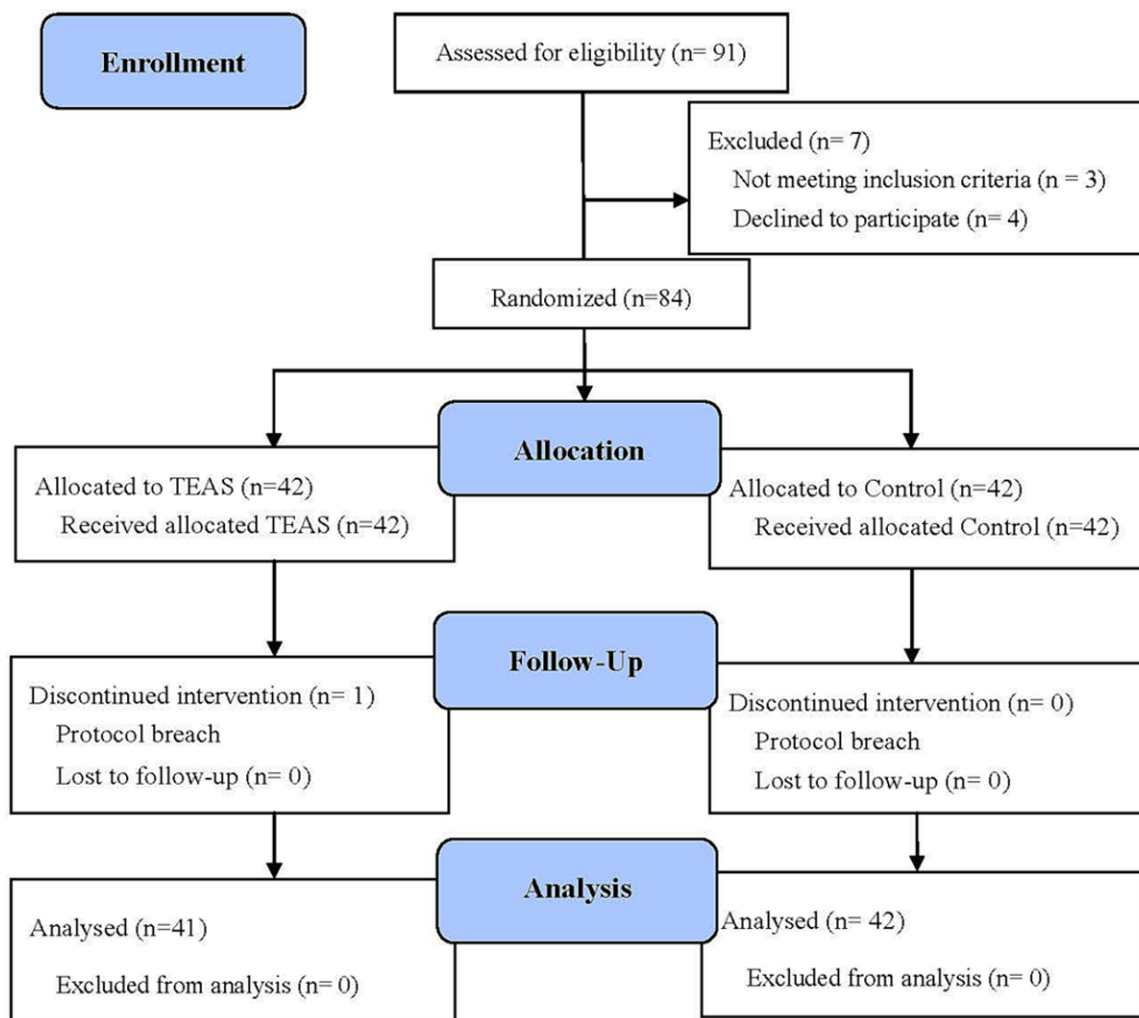 Enrollment
Assessed for eligibility (n= 91)
Excluded (n= 7)
Not meeting inclusion criteria (n = 3)
Declined to participate (n= 4)
Randomized (n=84)
Allocation
Allocated to TEAS (n=42)
Received allocated TEAS (n=42)
Allocated to Control (n=42)
Received allocated Control (n=42)
Follow-Up
Discontinued intervention (n= 1)
Protocol breach
Lost to follow-up (n= 0)
Discontinued intervention (n= 0)
Protocol breach
Lost to follow-up (n= 0)
Analysis
Analysed (n=41)
Excluded from analysis (n= 0)
Analysed (n= 42)
Excluded from analysis (n= 0)